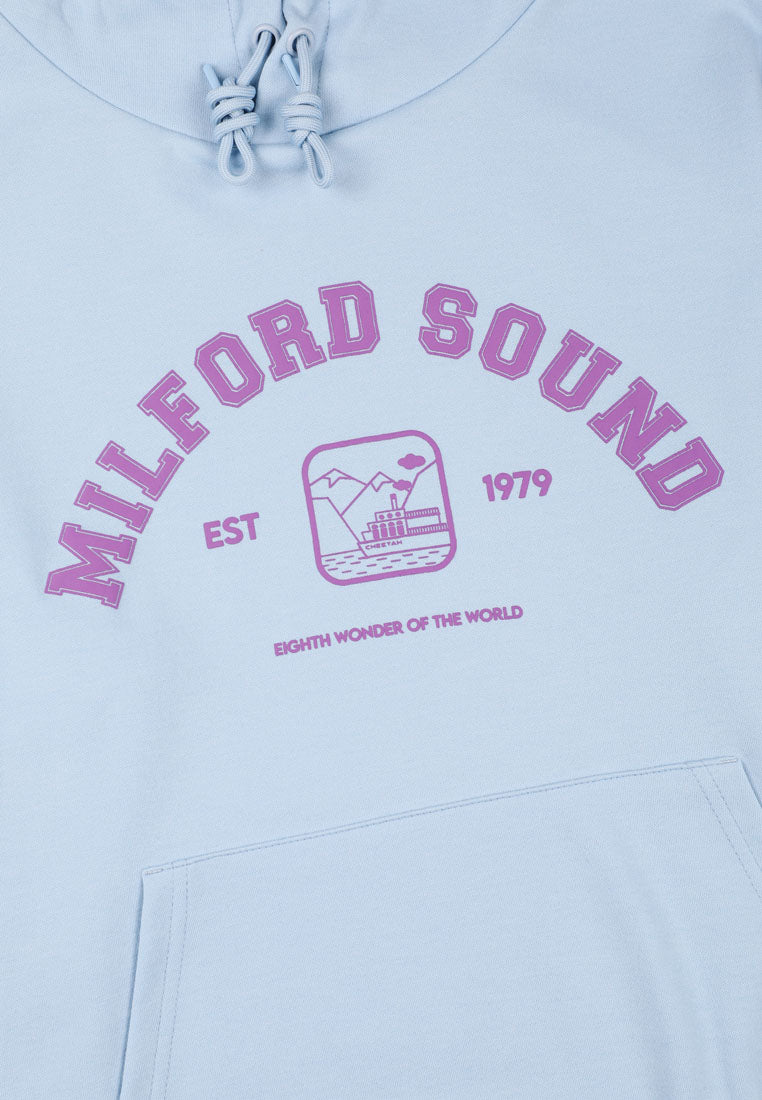 MILFORD SOUND
EST
1979
CHEETAH
EIGHTH WONDER OF THE WORLD